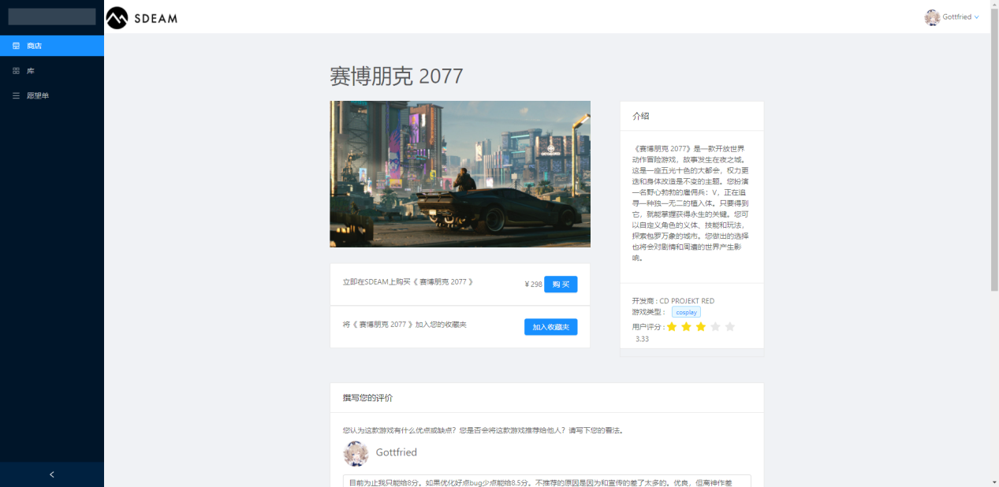 SDEAM
Gottfried
商店
库
愿望单
赛博朋克 2077
介绍
《赛博朋克 2077》是一款开放世界
动作冒险游戏，故事发生在夜之城。
这是一座五光十色的大都会，权力更
迭和身体改造是不变的主题。您扮演
一名野心勃勃的雇佣兵：V，正在追
寻一种独一无二的植入体。只要得到
它，就能掌握获得永生的关键。您可
以自定义角色的义体、技能和玩法，
探索包罗万象的城市。您做出的选择
也将会对剧情和周遭的世界产生影
响。
立即在SDEAM上购买《 赛博朋克 2077 》
¥ 298 购 买
将《 赛博朋克 2077 》加入您的收藏夹
加入收藏夹
开发商 : CD PROJEKT RED
游戏类型： cosplay
用户评分 :
3.33
撰写您的评价
您认为这款游戏有什么优点或缺点？您是否会将这款游戏推荐给他人？请写下您的看法。
Gottfried
目前为止我只能给8分。如果优化好点bug少点能给8.5分。不推荐的原因是因为和宣传的差了太多的。优良，但离神作差